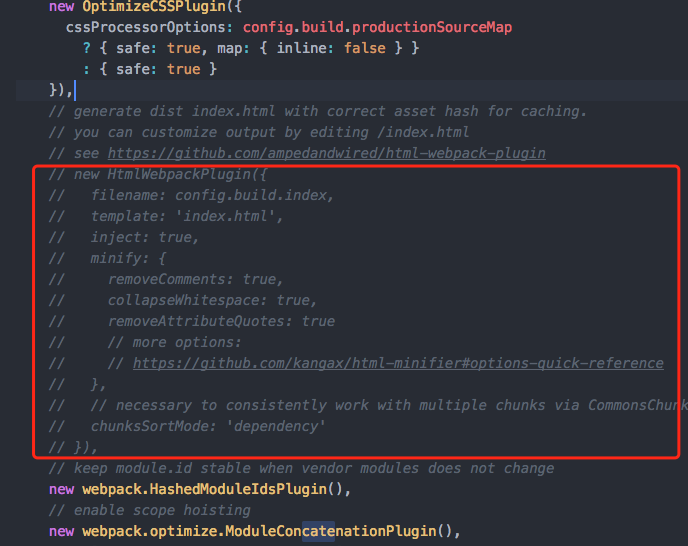 new OptimizeCSSPlugin({
cssProcessorOptions: config.build.productionSourceMap
? { safe: true, map: { inline: false } }
: { safe: true }
}),
// generate dist index.html with correct asset hash for caching.
// you can customize output by editing /index.html
// see https://github.com/ampedandwired/html-webpack-plugin
// new HtmlWebpackPlugin({
// filename: config.build.index,
// template: 'index.html',
// inject: true,
// minify: {
// removeComments: true,
// collapseWhitespace: true,
// removeAttributeQuotes: true
// // more options:
// // https://github.com/kangax/html-minifier#options-quick-reference
// },
// // necessary to consistently work with multiple chunks via CommonsChunk
// chunksSortMode: 'dependency'
// }),
// keep module.id stable when vendor modules does not change
new webpack.HashedModuleIdsPlugin(),
// enable scope hoisting
new webpack.optimize.ModuleConcatenationPlugin(),